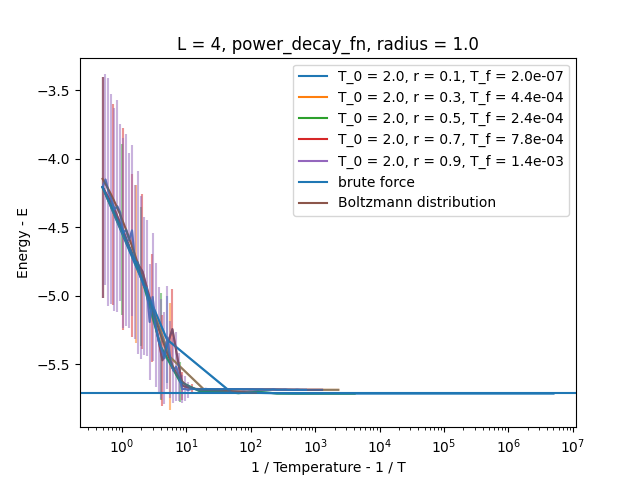 L = 4, power_decay_fn, radius = 1.0
T_0 = 2.0, r = 0.1, T_f = 2.0e-07
T_0 = 2.0, r = 0.3, T_f = 4.4e-04
T_0 = 2.0, r = 0.5, T_f = 2.4e-04
T_0 = 2.0, r = 0.7, T_f = 7.8e-04
T_0 = 2.0, r = 0.9, T_f = 1.4e-03
brute force
Boltzmann distribution
Energy - E
−3.5
−4.0
−4.5
−5.0
−5.5
10⁰ 10¹ 10² 10³ 10⁴ 10⁵ 10⁶ 10⁷
1 / Temperature - 1 / T